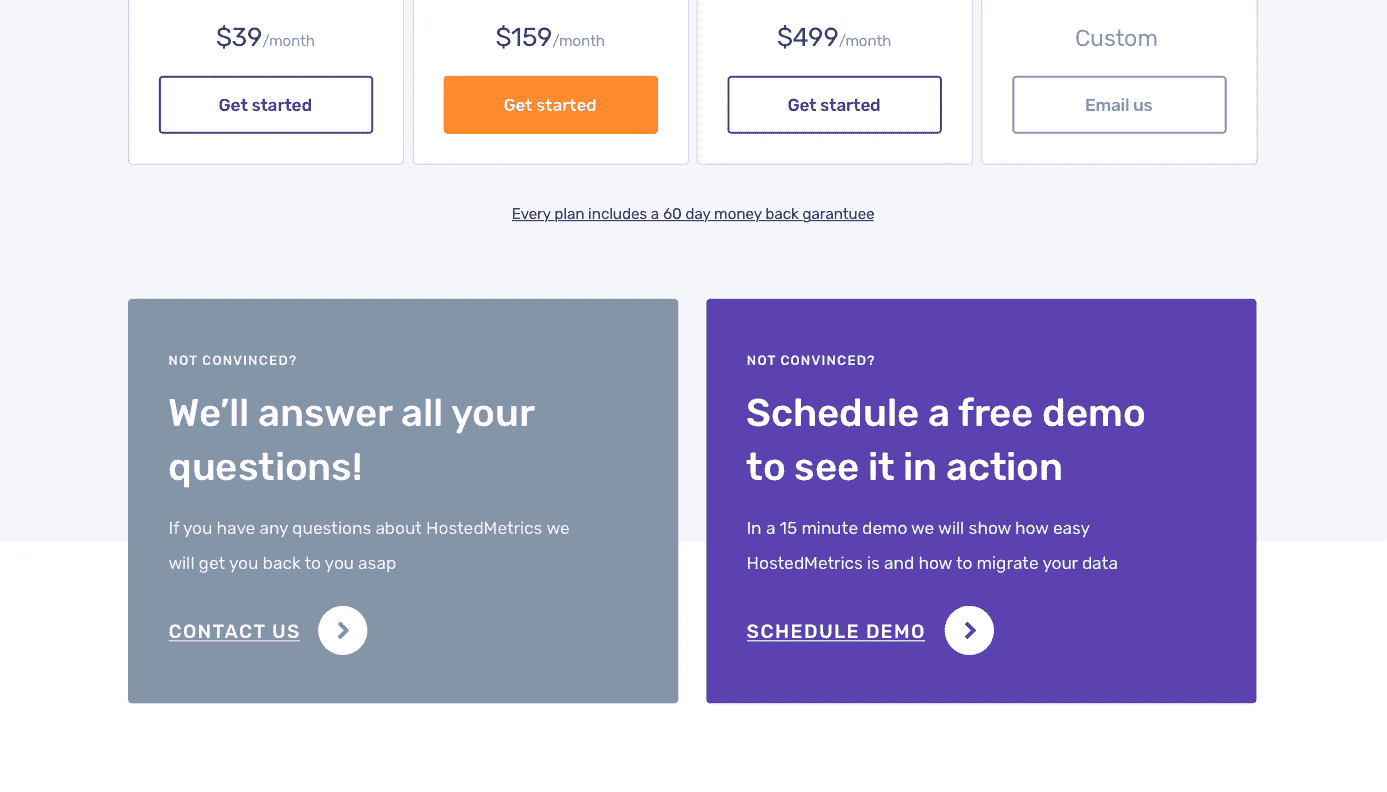 $39/month
$159/month
$499/month
Custom
Get started
Get started
Get started
Email us
Every plan includes a 60 day money back garantuee
NOT CONVINCED?
We’ll answer all your
questions!
If you have any questions about HostedMetrics we
will get you back to you asap
CONTACT US
NOT CONVINCED?
Schedule a free demo
to see it in action
In a 15 minute demo we will show how easy
HostedMetrics is and how to migrate your data
SCHEDULE DEMO